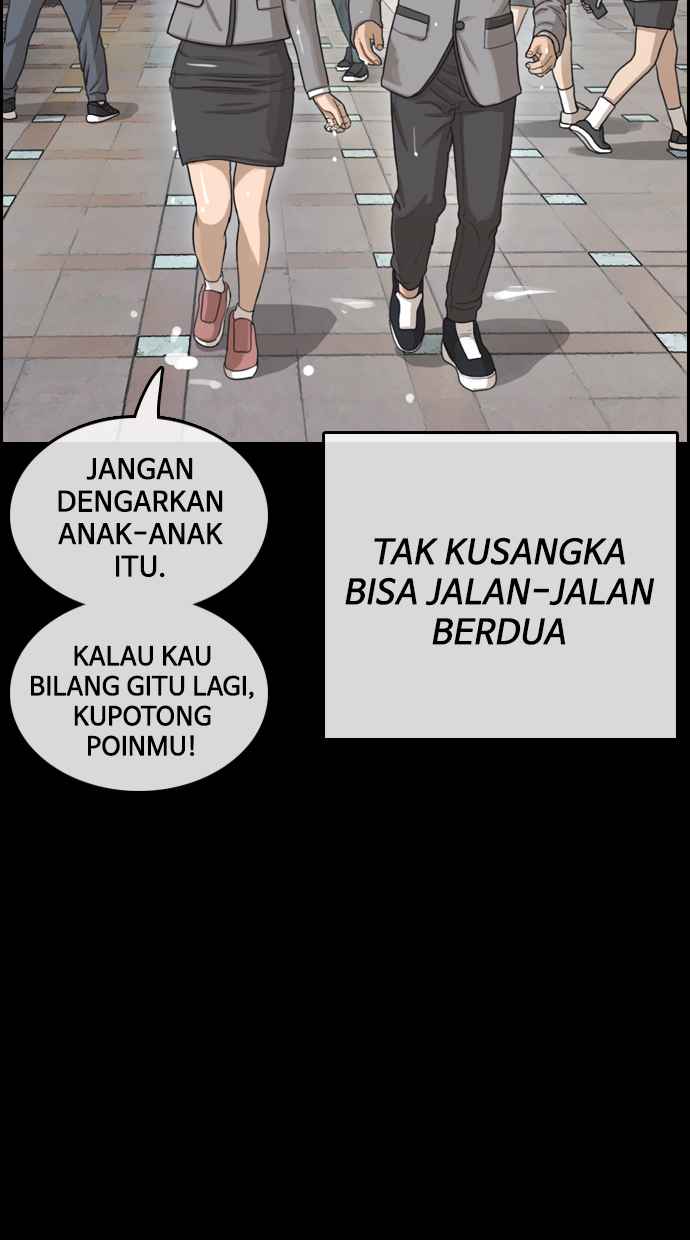 JANGAN
DENGARKAN
ANAK-ANAK
ITU.
KALAU KAU
BILANG GITU LAGI,
KUPOTONG
POINMU!
TAK KUSANGKA
BISA JALAN-JALAN
BERDUA